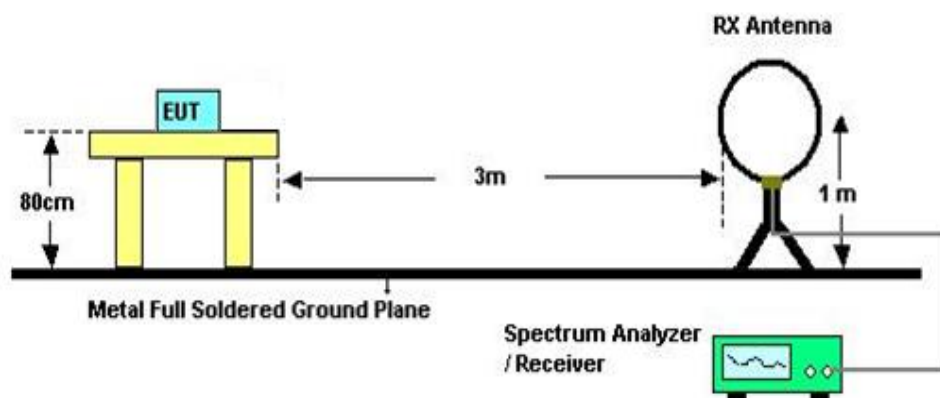 RX Antenna
EUT
80cm
3m
1 m
Metal Full Soldered Ground Plane
Spectrum Analyzer
/ Receiver